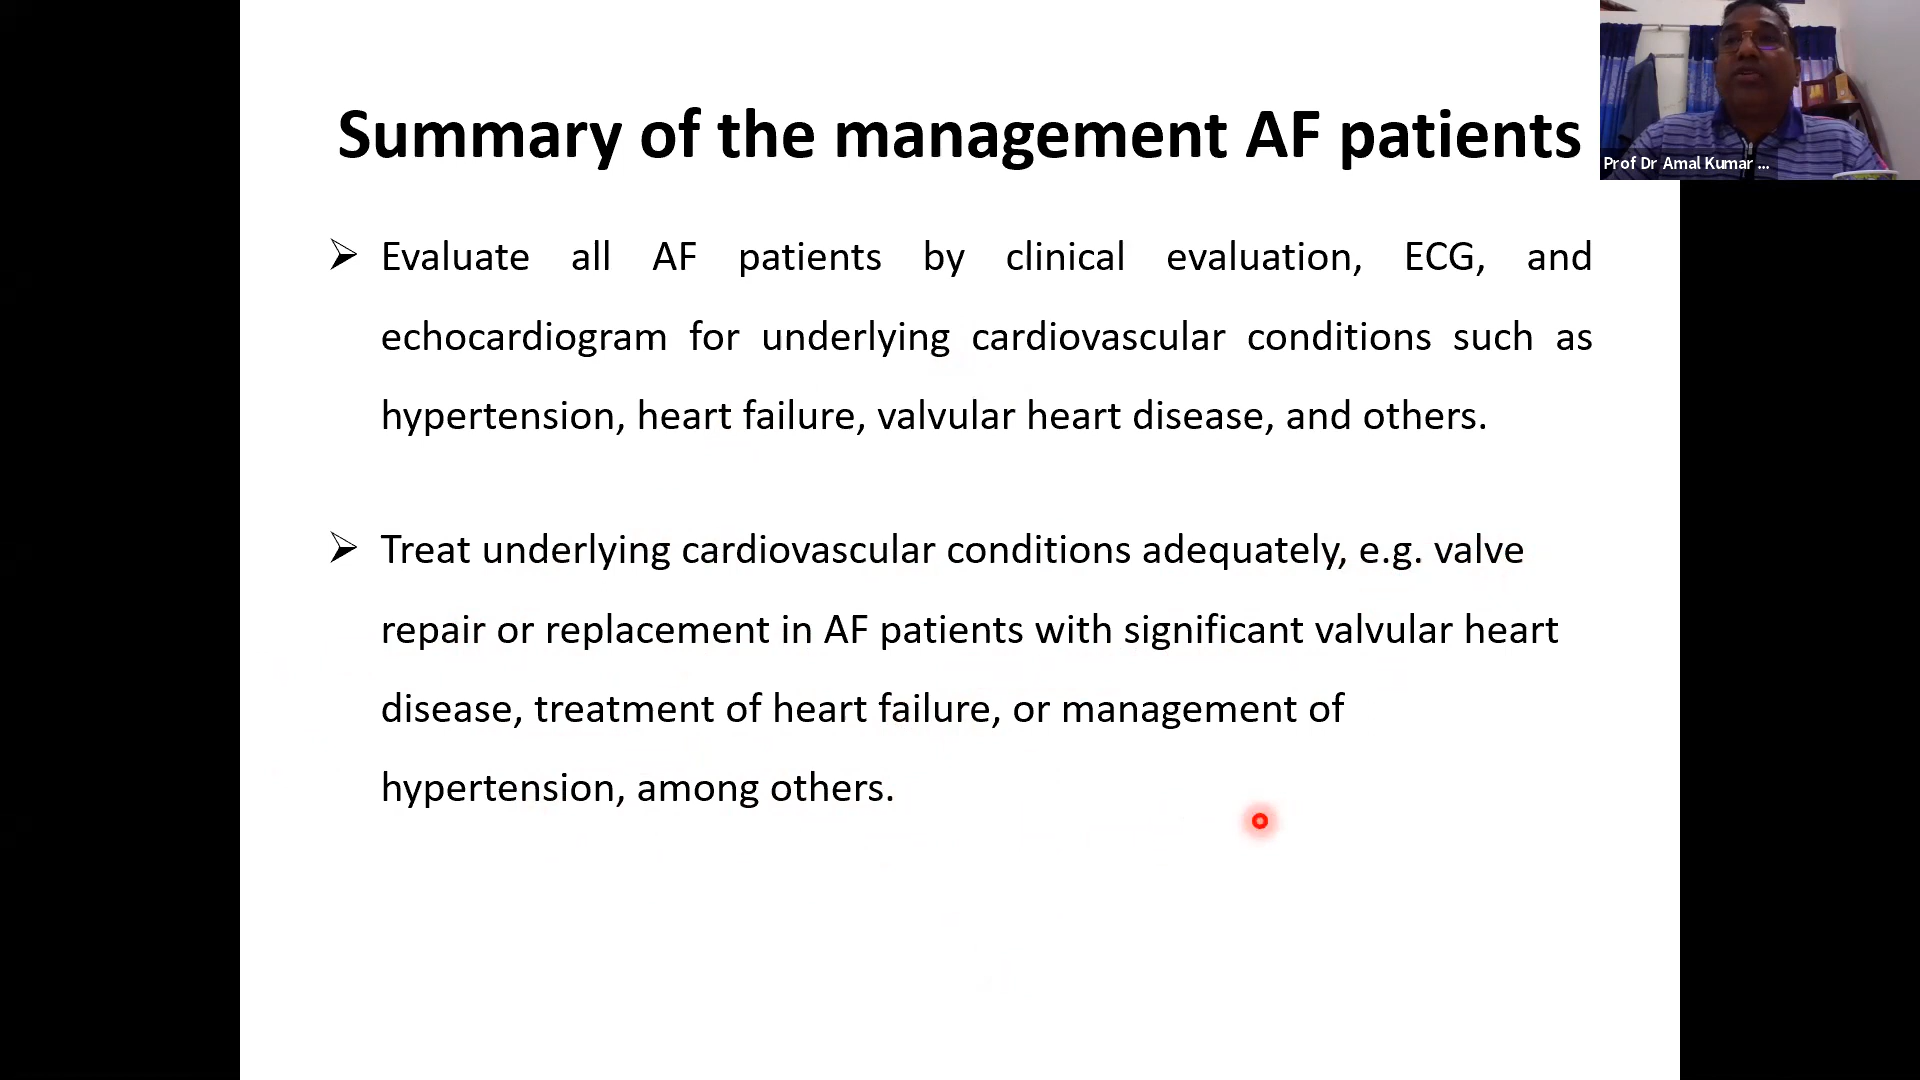 Summary of the management AF patients
Prof Dr Amal Kumar ...
➢ Evaluate all AF patients by clinical evaluation, ECG, and
echocardiogram for underlying cardiovascular conditions such as
hypertension, heart failure, valvular heart disease, and others.
➢ Treat underlying cardiovascular conditions adequately, e.g. valve
repair or replacement in AF patients with significant valvular heart
disease, treatment of heart failure, or management of
hypertension, among others.